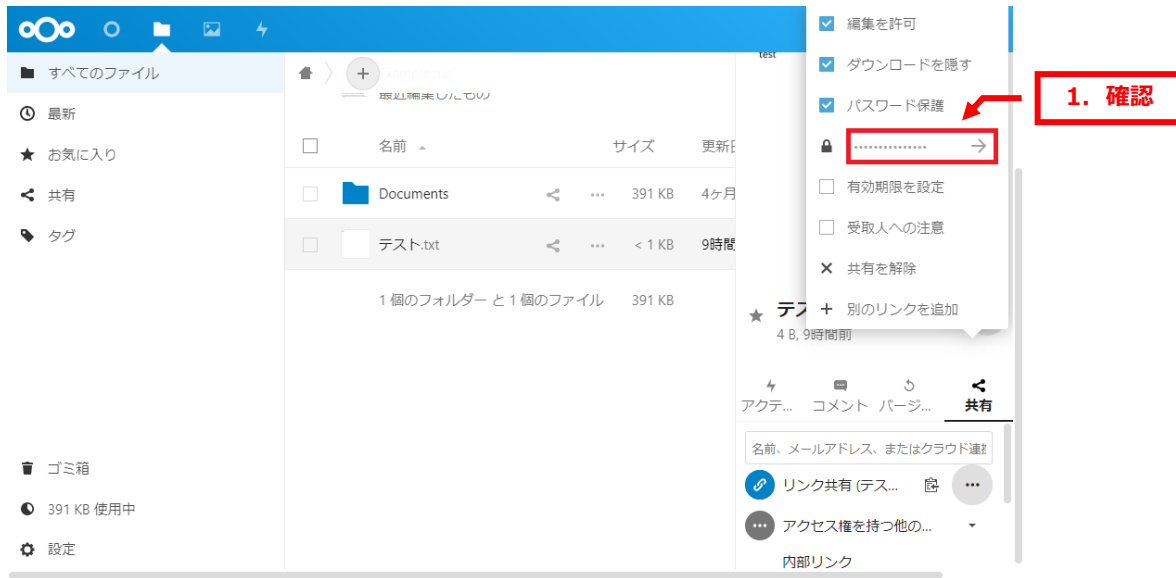 編集を許可
test
すべてのファイル
最近編集したもの
ダウンロードを隠す
パスワード保護
1. 確認
最新
お気に入り
名前
サイズ
更新日
有効期限を設定
共有
Documents
391 KB
4ヶ月
受取人への注意
タグ
テスト.txt
< 1 KB
9時間
共有を解除
1 個のフォルダー と 1 個のファイル
391 KB
別のリンクを追加
テス
4 B, 9時間前
アクテ...
コメント
バージ...
共有
名前、メールアドレス、またはクラウド連携
リンク共有 (テス...
アクセス権を持つ他の...
内部リンク
ゴミ箱
391 KB 使用中
設定